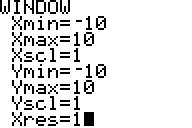 WINDOW
Xmin=-10
Xmax=10
Xscl=1
Ymin=-10
Ymax=10
Yscl=1
Xres=1